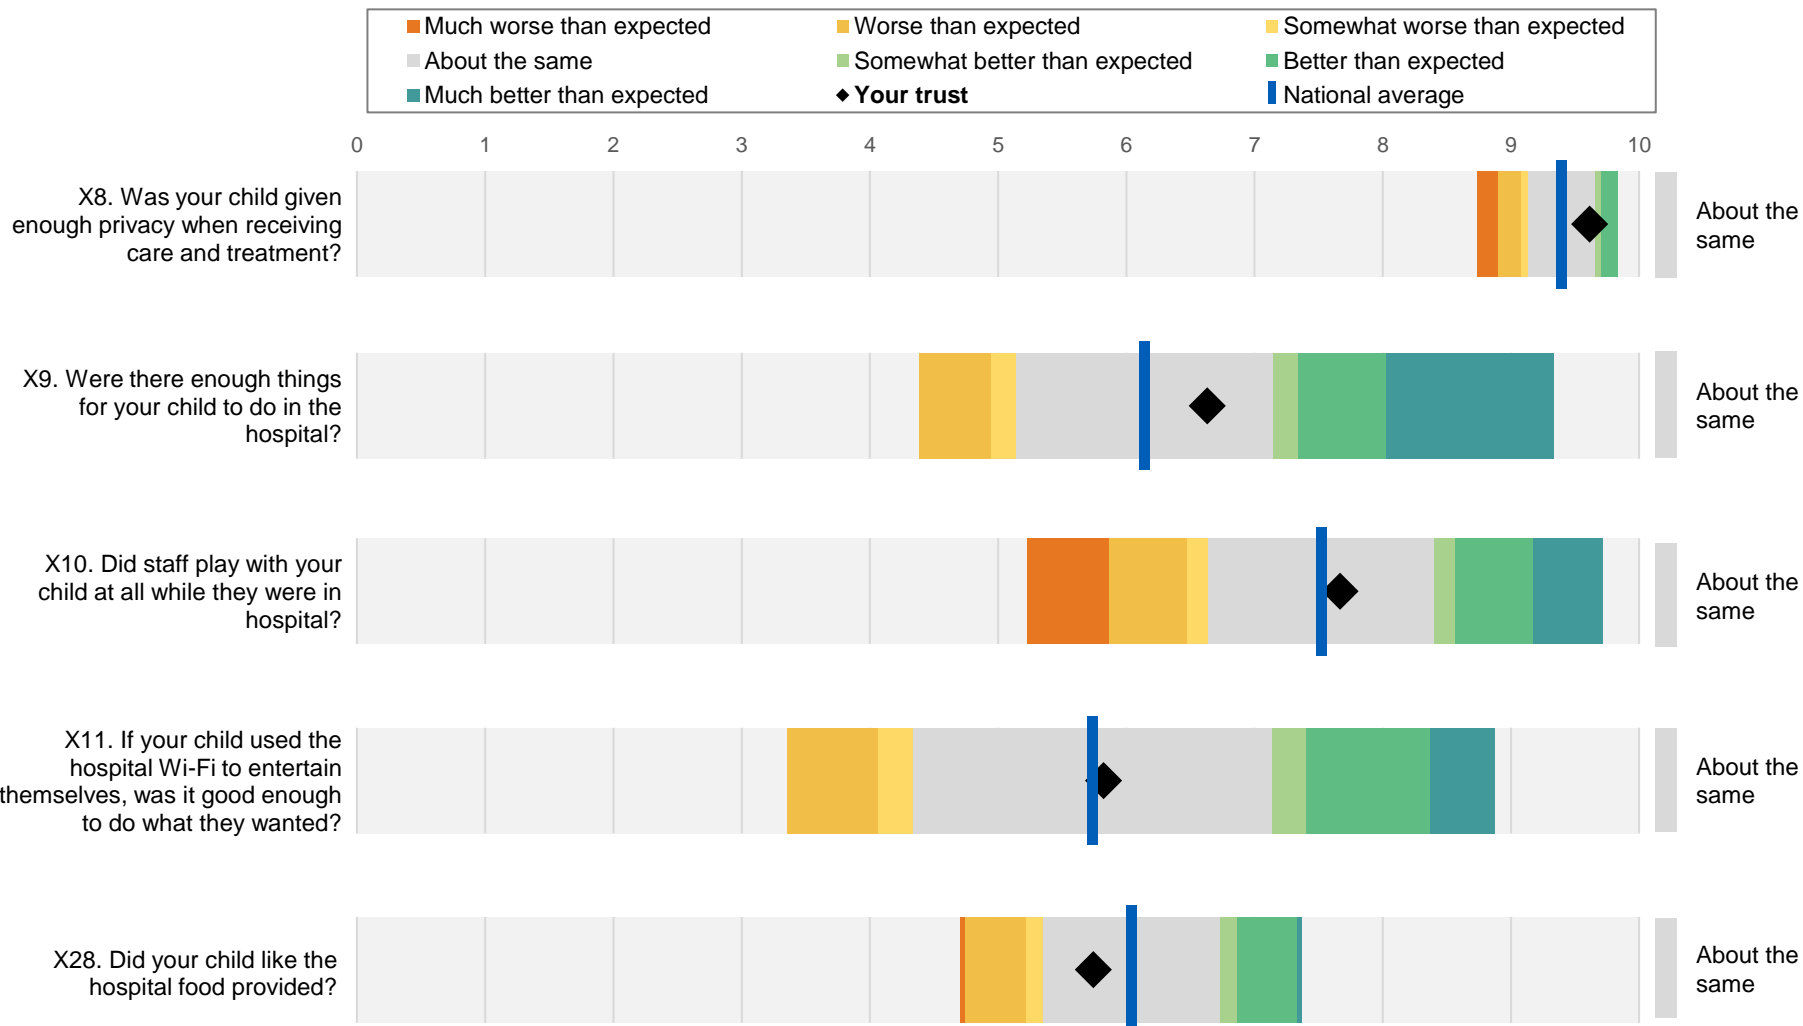 Much worse than expected
Worse than expected
Somewhat worse than expected
About the same
Somewhat better than expected
Better than expected
Much better than expected
Your trust
National average
0 1 2 3 4 5 6 7 8 9 10
X8. Was your child given
enough privacy when receiving
care and treatment?
About the
same
X9. Were there enough things
for your child to do in the
hospital?
About the
same
X10. Did staff play with your
child at all while they were in
hospital?
About the
same
X11. If your child used the
hospital Wi-Fi to entertain
themselves, was it good enough
to do what they wanted?
About the
same
X28. Did your child like the
hospital food provided?
About the
same